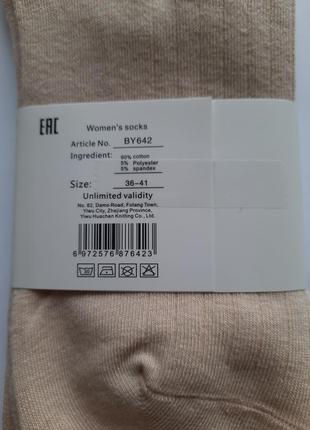 EAC
Women's socks
Article No. BY642
Ingredient: 90% cotton
5% Polyester
5% spandex
Size: 36-41
Unlimited validity
No. 82, Damo Road, Fotang Town,
Yiwu City, Zhejiang Province,
Yiwu Huachen Knitting Co., Ltd
6 972576 876423